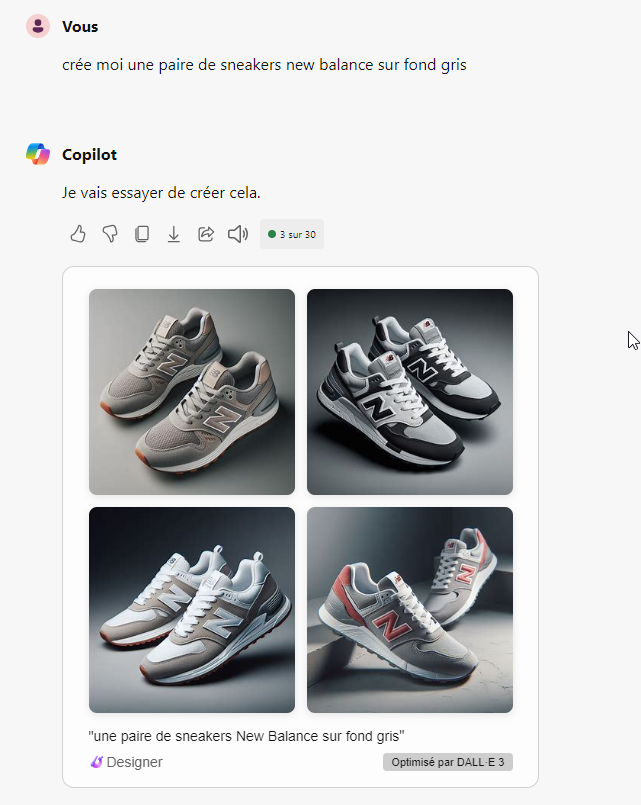 Vous
crée moi une paire de sneakers new balance sur fond gris
Copilot
Je vais essayer de créer cela.
3 sur 30
"une paire de sneakers New Balance sur fond gris"
Designer
Optimisé par DALL·E 3